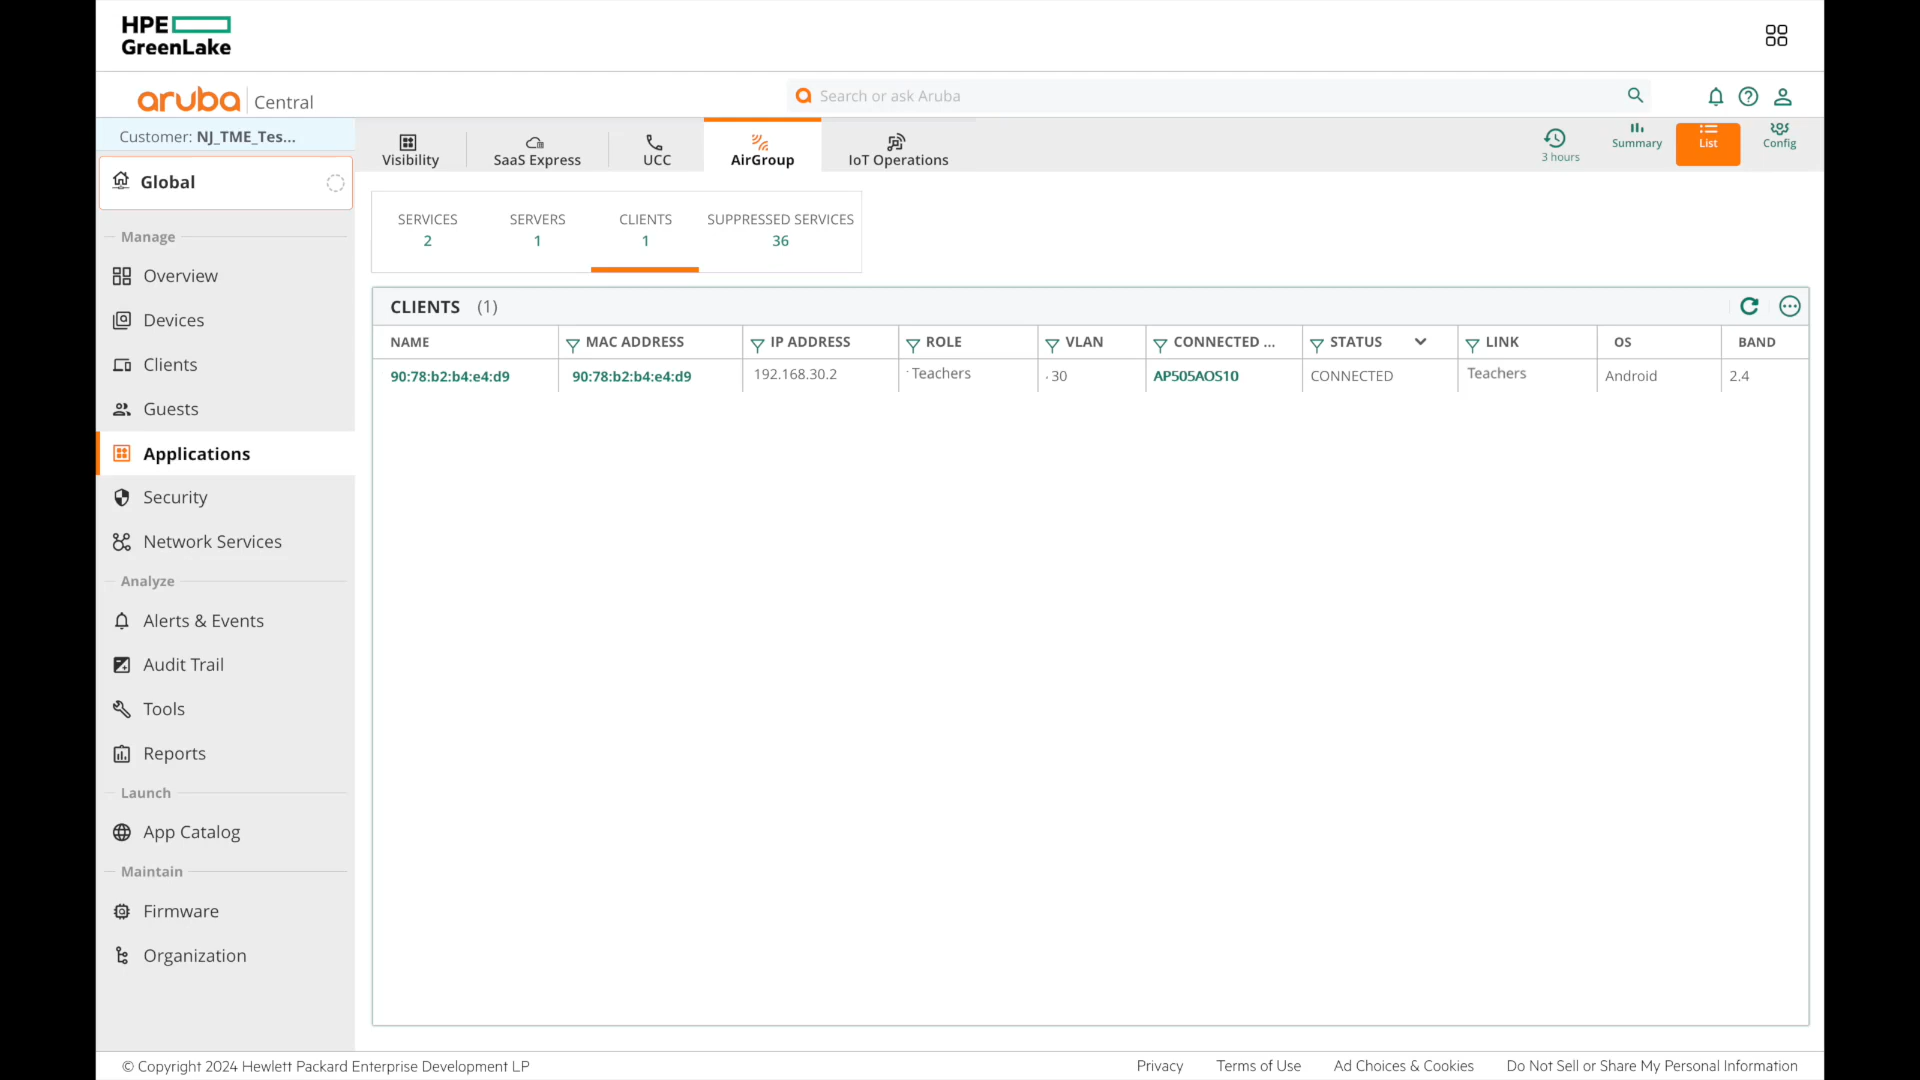 HPE
GreenLake
aruba Central
Search or ask Aruba
Customer: NJ_TME_Tes...
Visibility
SaaS Express
UCC
AirGroup
IoT Operations
3 hours
Summary
List
Config
Global
SERVICES
2
SERVERS
1
CLIENTS
1
SUPPRESSED SERVICES
36
Manage
Overview
Devices
Clients
Guests
Applications
Security
Network Services
Analyze
Alerts & Events
Audit Trail
Tools
Reports
Launch
App Catalog
Maintain
Firmware
Organization
CLIENTS (1)
NAME MAC ADDRESS IP ADDRESS ROLE VLAN CONNECTED ... STATUS LINK OS BAND
90:78:b2:b4:e4:d9 90:78:b2:b4:e4:d9 192.168.30.2 Teachers 30 AP505AOS10 CONNECTED Teachers Android 2.4
© Copyright 2024 Hewlett Packard Enterprise Development LP
Privacy Terms of Use Ad Choices & Cookies Do Not Sell or Share My Personal Information